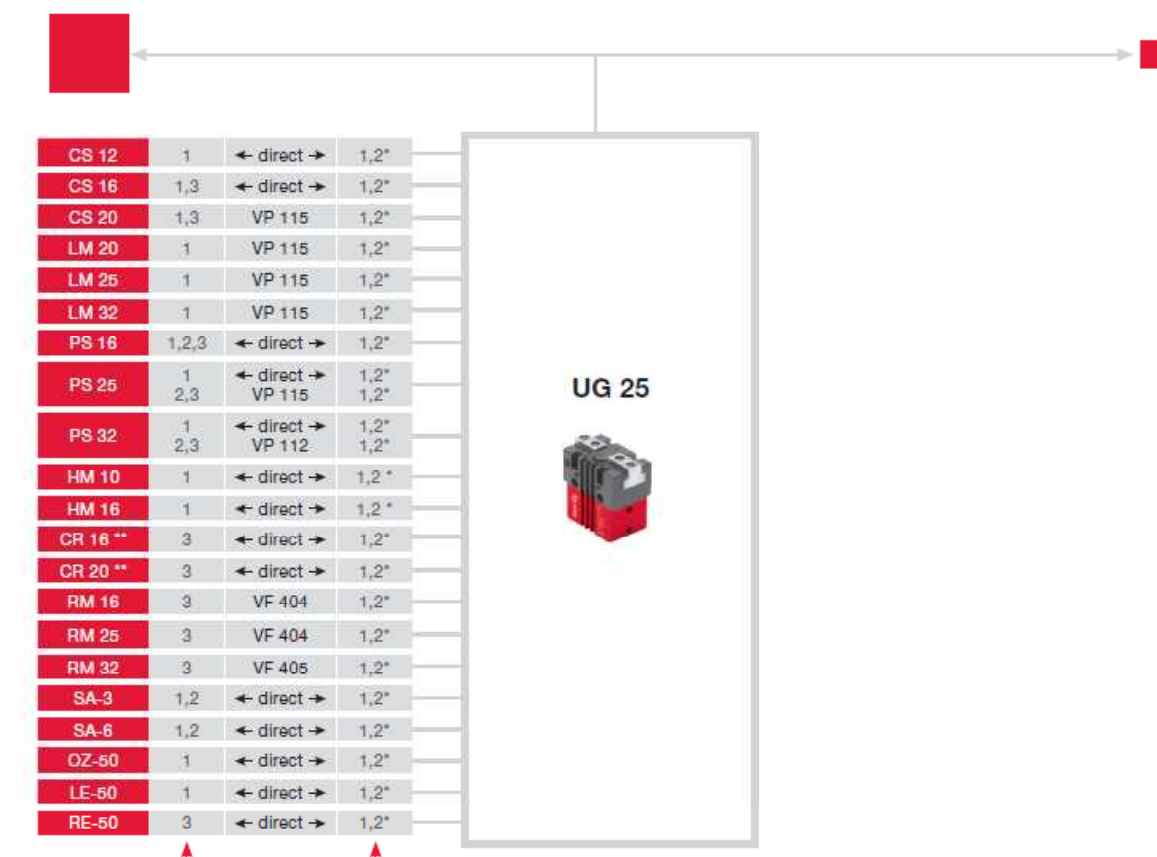 CS 12 1 ← direct → 1,2*
CS 16 1,3 ← direct → 1,2*
CS 20 1,3 VP 115 1,2*
LM 20 1 VP 115 1,2*
LM 25 1 VP 115 1,2*
LM 32 1 VP 115 1,2*
PS 16 1,2,3 ← direct → 1,2*
PS 25 1 ← direct → 1,2*
2,3 VP 115 1,2*
PS 32 1 ← direct → 1,2*
2,3 VP 112 1,2*
HM 10 1 ← direct → 1,2 *
HM 16 1 ← direct → 1,2 *
CR 16 ** 3 ← direct → 1,2*
CR 20 ** 3 ← direct → 1,2*
RM 16 3 VF 404 1,2*
RM 25 3 VF 404 1,2*
RM 32 3 VF 405 1,2*
SA-3 1,2 ← direct → 1,2*
SA-6 1,2 ← direct → 1,2*
OZ-50 1 ← direct → 1,2*
LE-50 1 ← direct → 1,2*
RE-50 3 ← direct → 1,2*
UG 25